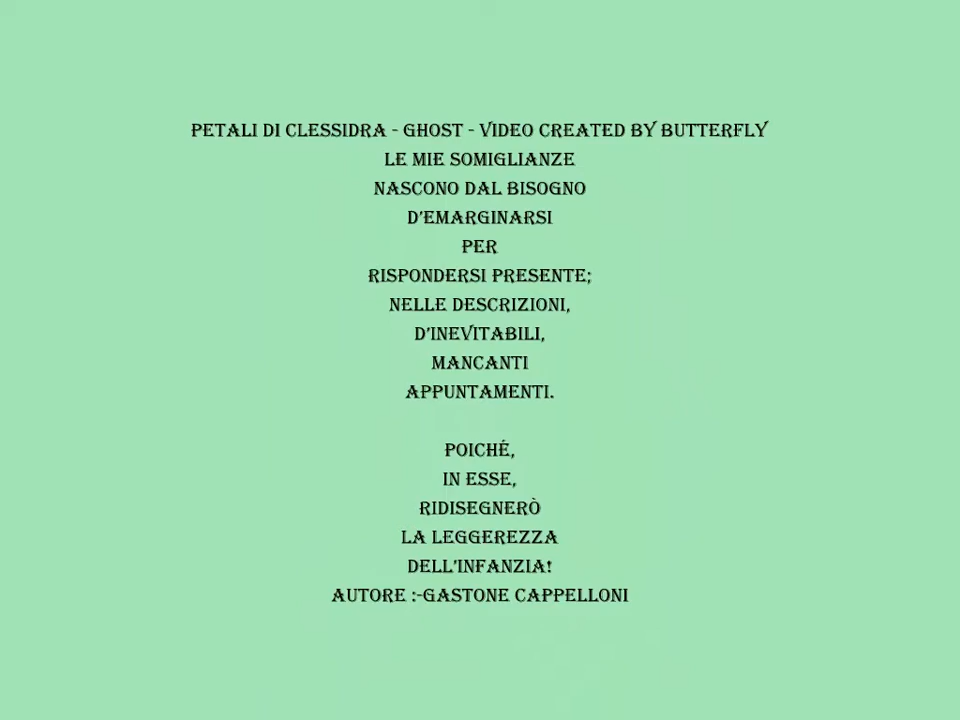 PETALI DI CLESSIDRA - GHOST - VIDEO CREATED BY BUTTERFLY
LE MIE SOMIGLIANZE
NASCONO DAL BISOGNO
D'EMARGINARSI
PER
RISPONDERSI PRESENTE;
NELLE DESCRIZIONI,
D'INEVITABILI,
MANCANTI
APPUNTAMENTI.

POICHÉ,
IN ESSE,
RIDISEGNERÒ
LA LEGGEREZZA
DELL'INFANZIA!
AUTORE :-GASTONE CAPPELLONI